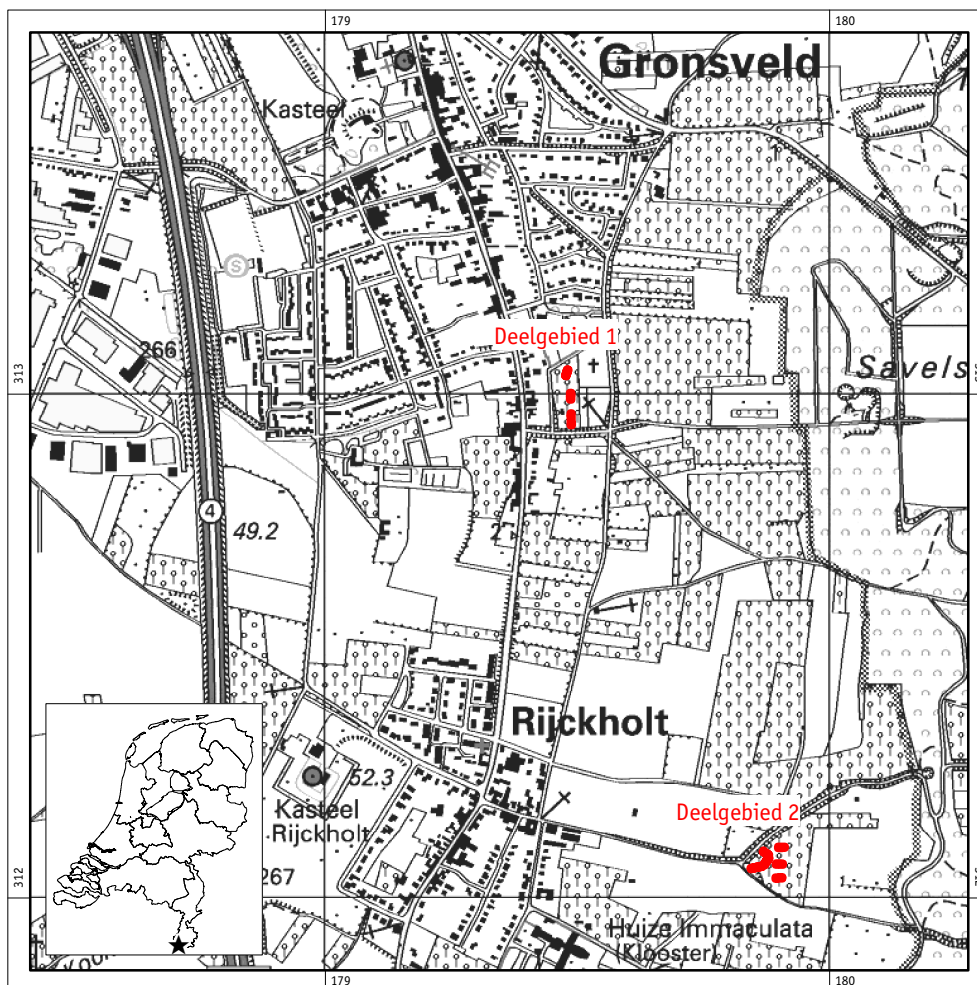 179
180
Gronsveld
Kasteel
S
Deelgebied 1
266
313
Savels
4
49.2
2
Rijckholt
52.3
Kasteel
Rijckholt
Deelgebied 2
267
312
Huize Immaculata
(Klooster)
179
180